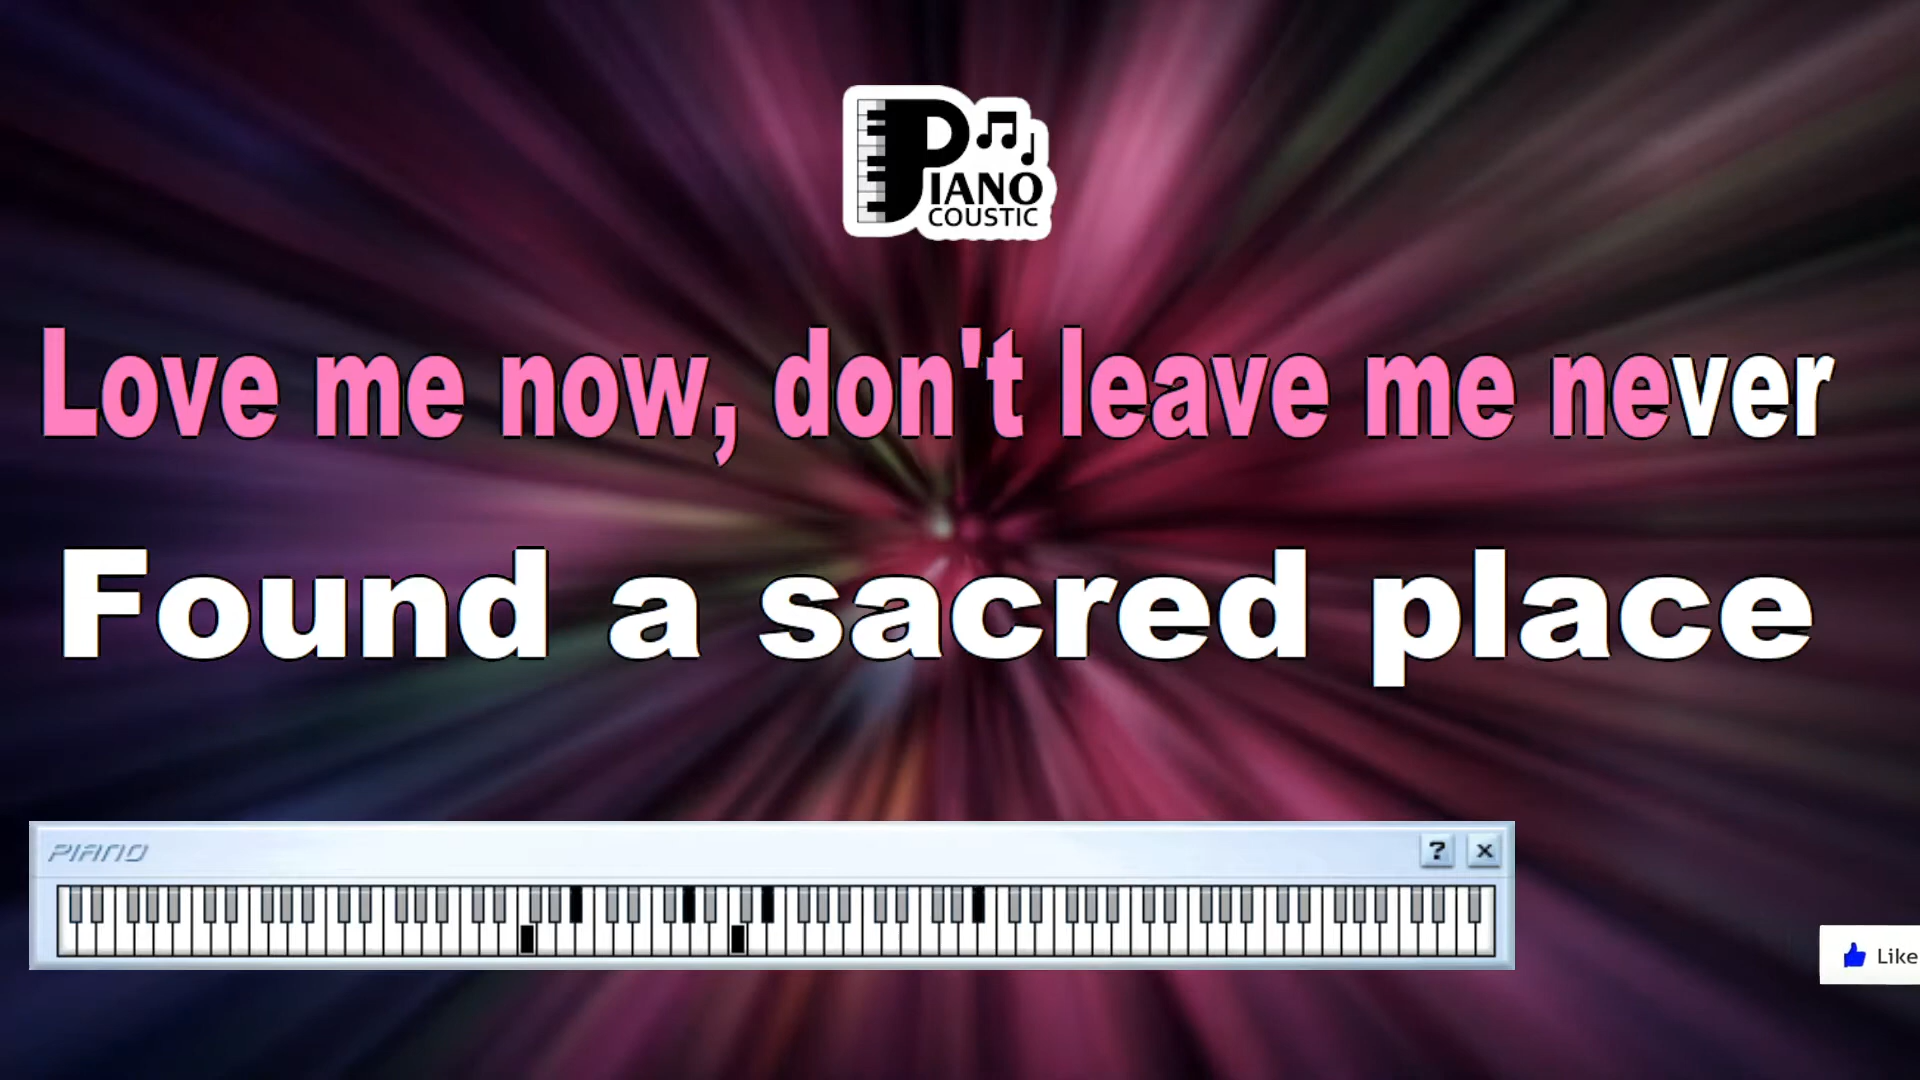 PIANO
COUSTIC
Love me now, don't leave me never
Found a sacred place
PIANO
?
x
Like